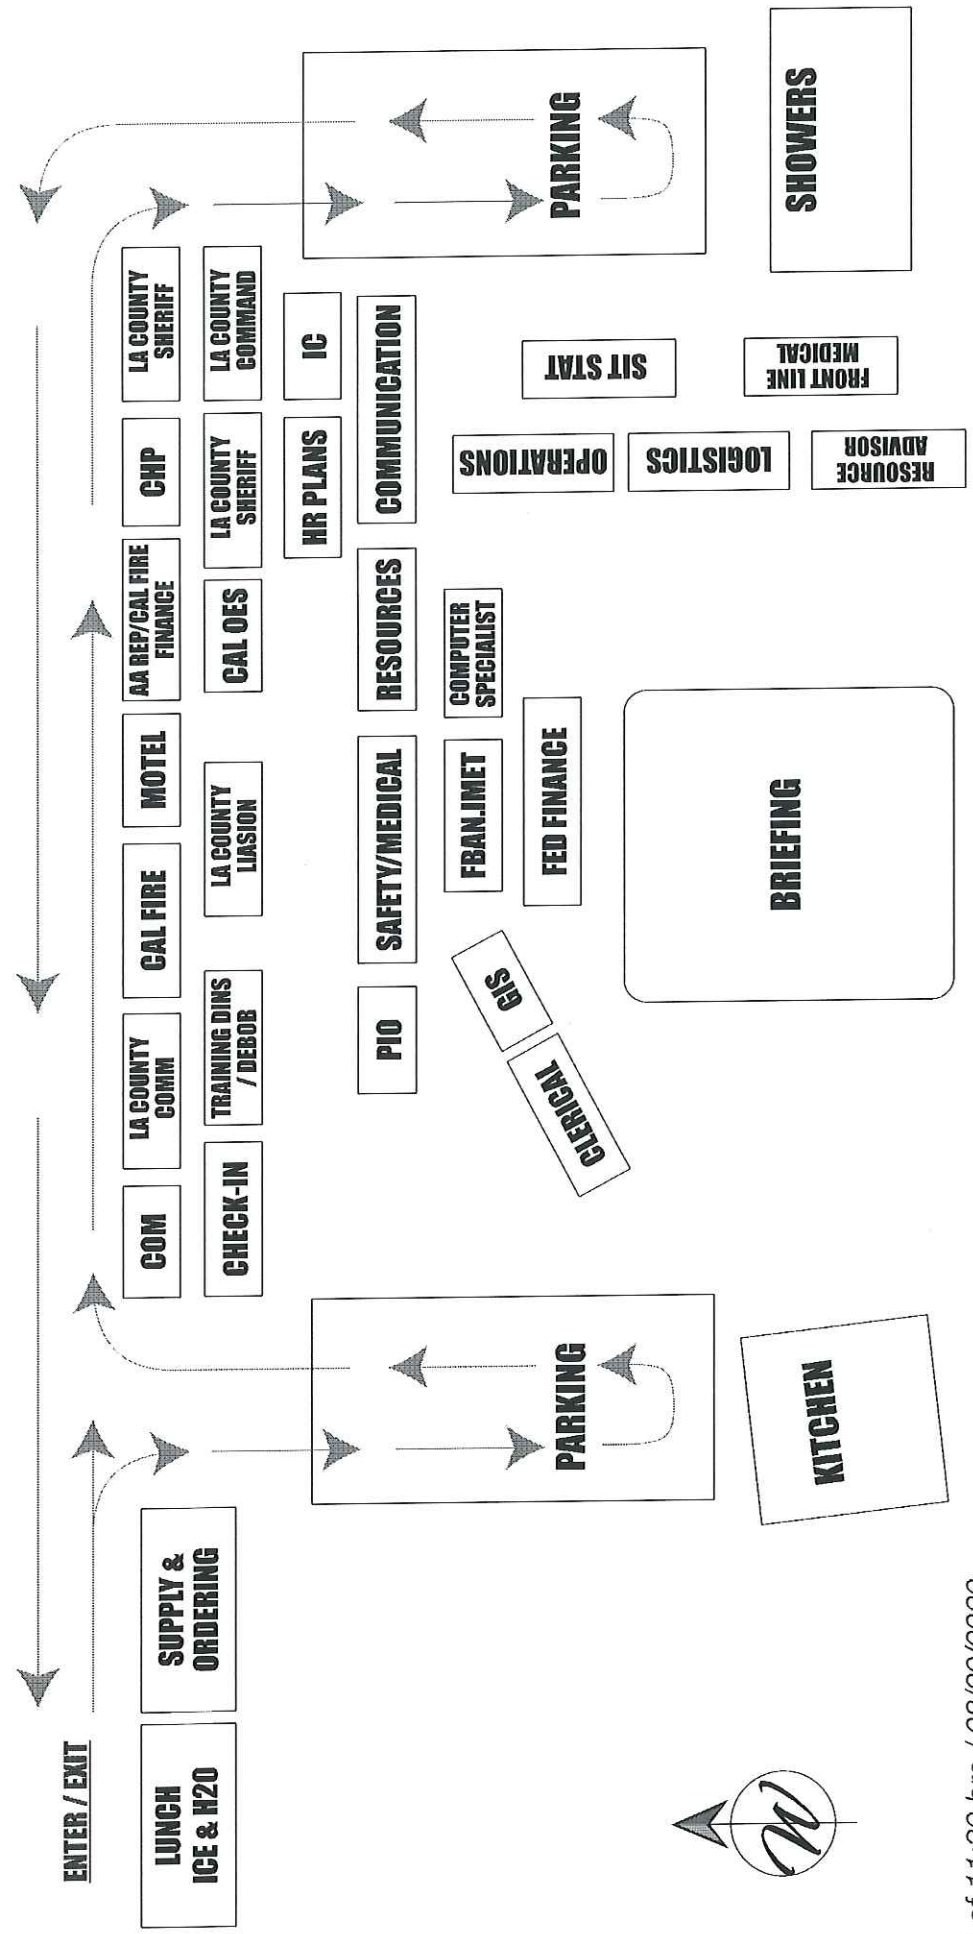 ENTER / EXIT
LUNCH
ICE & H20
SUPPLY &
ORDERING
COM
LA COUNTY
COMM
CAL FIRE
MOTEL
AA REP/CAL FIRE
FINANCE
CHP
LA COUNTY
SHERIFF
CHECK-IN
TRAINING DINS
/ DEBOB
LA COUNTY
LIASION
CAL OES
LA COUNTY
SHERIFF
LA COUNTY
COMMAND
HR PLANS
IC
PIO
SAFETY/MEDICAL
RESOURCES
COMMUNICATION
FBAN.IMET
COMPUTER
SPECIALIST
GIS
CLERICAL
FED FINANCE
OPERATIONS
SIT STAT
LOGISTICS
FRONT LINE
MEDICAL
RESOURCE
ADVISOR
PARKING
PARKING
BRIEFING
KITCHEN
SHOWERS